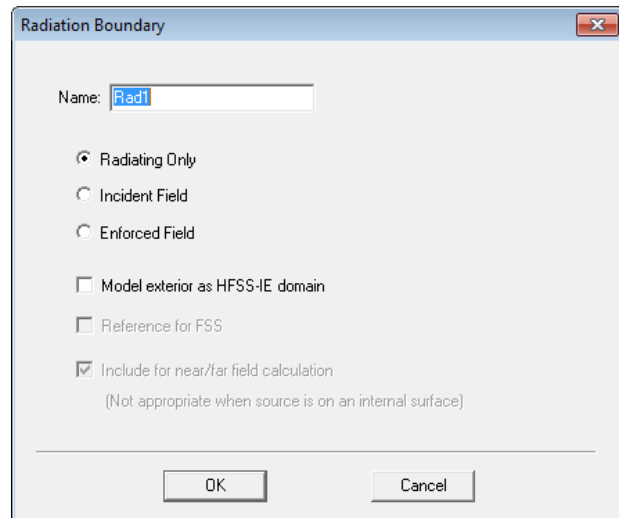 Radiation Boundary
Name: Rad1
Radiating Only
Incident Field
Enforced Field
Model exterior as HFSS-IE domain
Reference for FSS
Include for near/far field calculation
(Not appropriate when source is on an internal surface)
OK Cancel